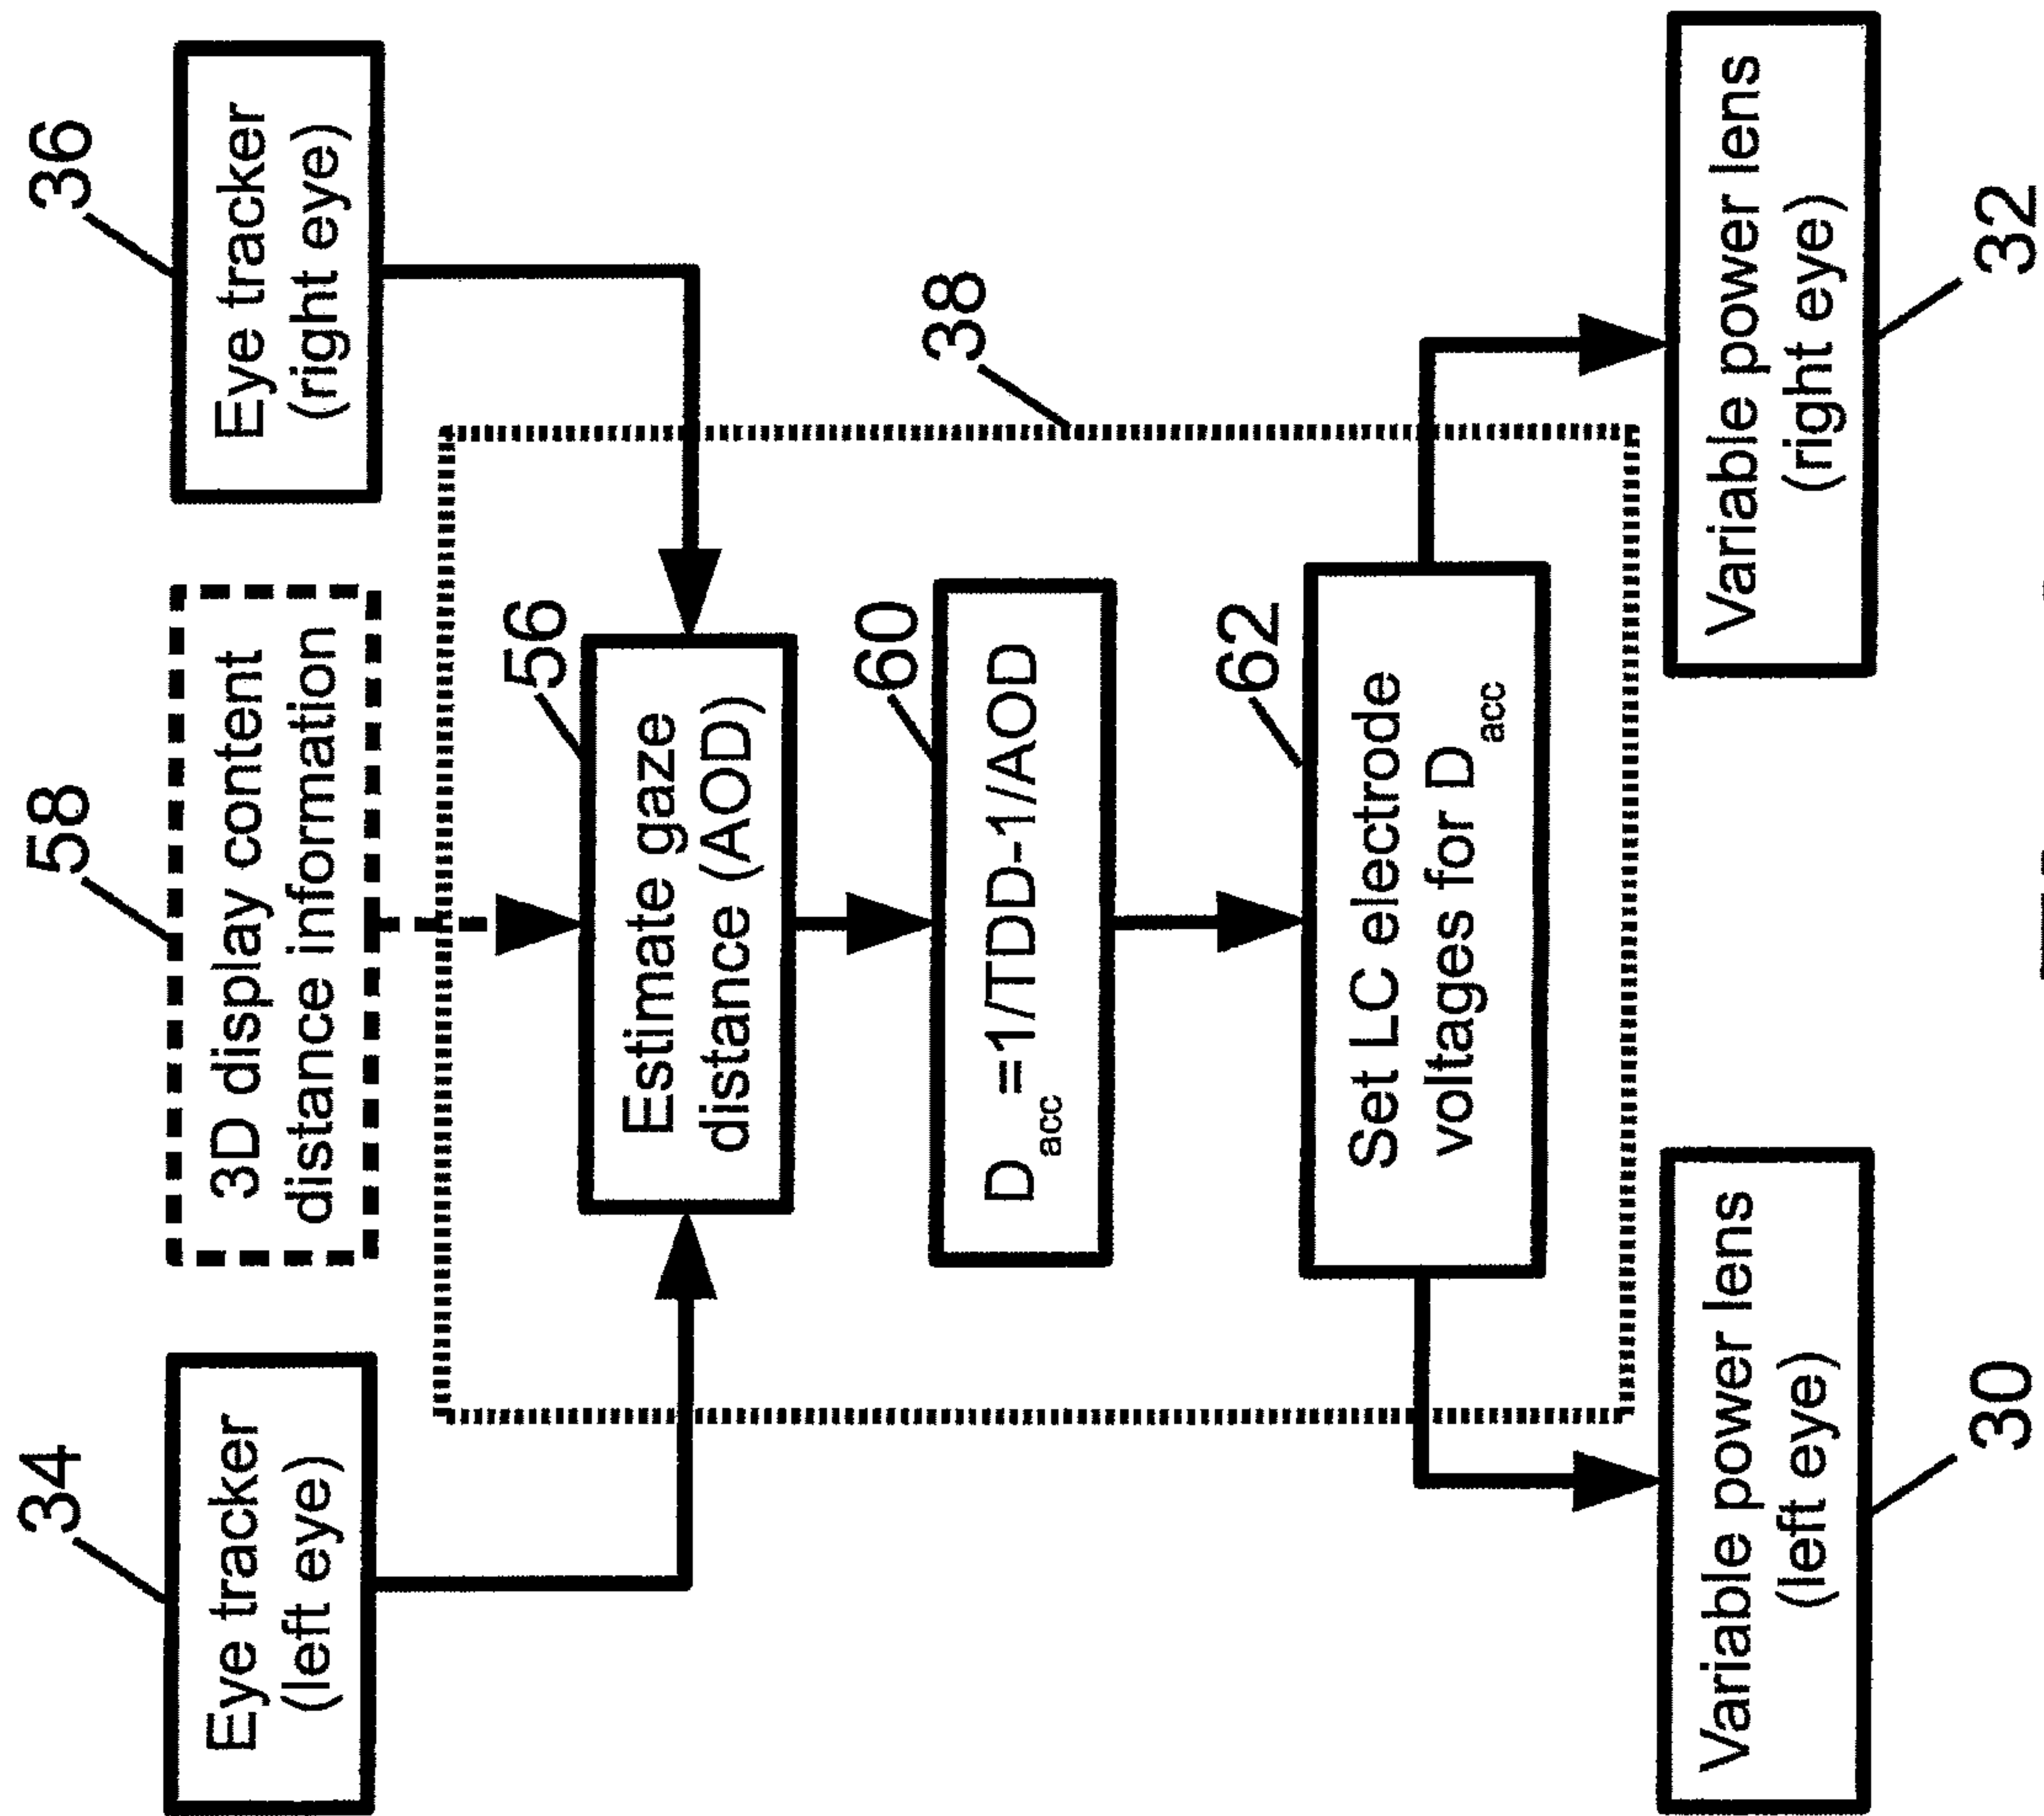 34
58
36
Eye tracker
(left eye)
3D display content
distance information
Eye tracker
(right eye)
56
Estimate gaze
distance (AOD)
38
60
D acc =1/TDD-1/AOD
62
Set LC electrode
voltages for D acc
Variable power lens
(left eye)
Variable power lens
(right eye)
30
32